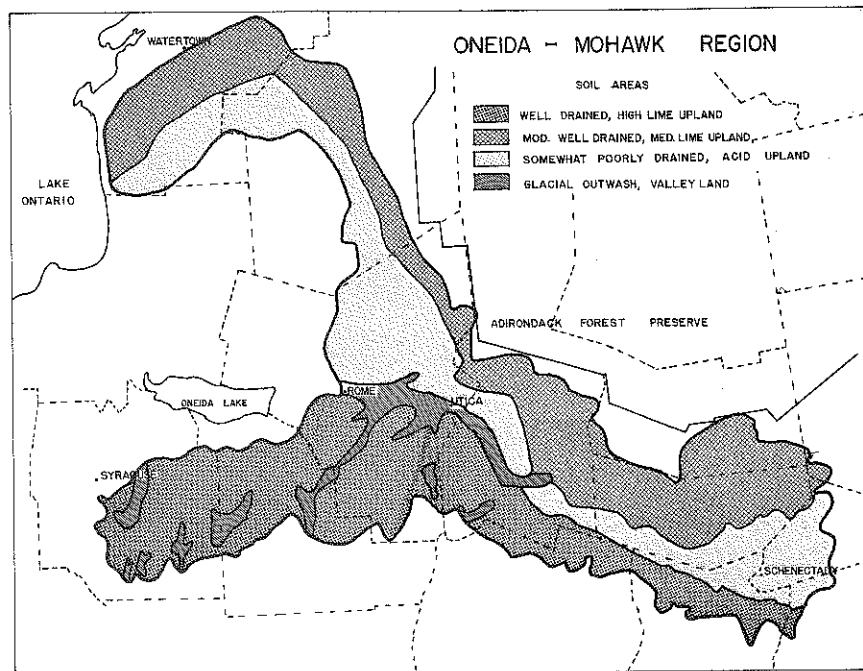 ONEIDA - MOHAWK REGION
SOIL AREAS
WELL DRAINED, HIGH LIME UPLAND
MOD. WELL DRAINED, MED. LIME UPLAND
SOMEWHAT POORLY DRAINED, ACID UPLAND
GLACIAL OUTWASH, VALLEY LAND
WATERTOWN
LAKE
ONTARIO
ADIRONDACK FOREST PRESERVE
ROME
UTICA
ONEIDA LAKE
SYRACUSE
SCHENECTADY